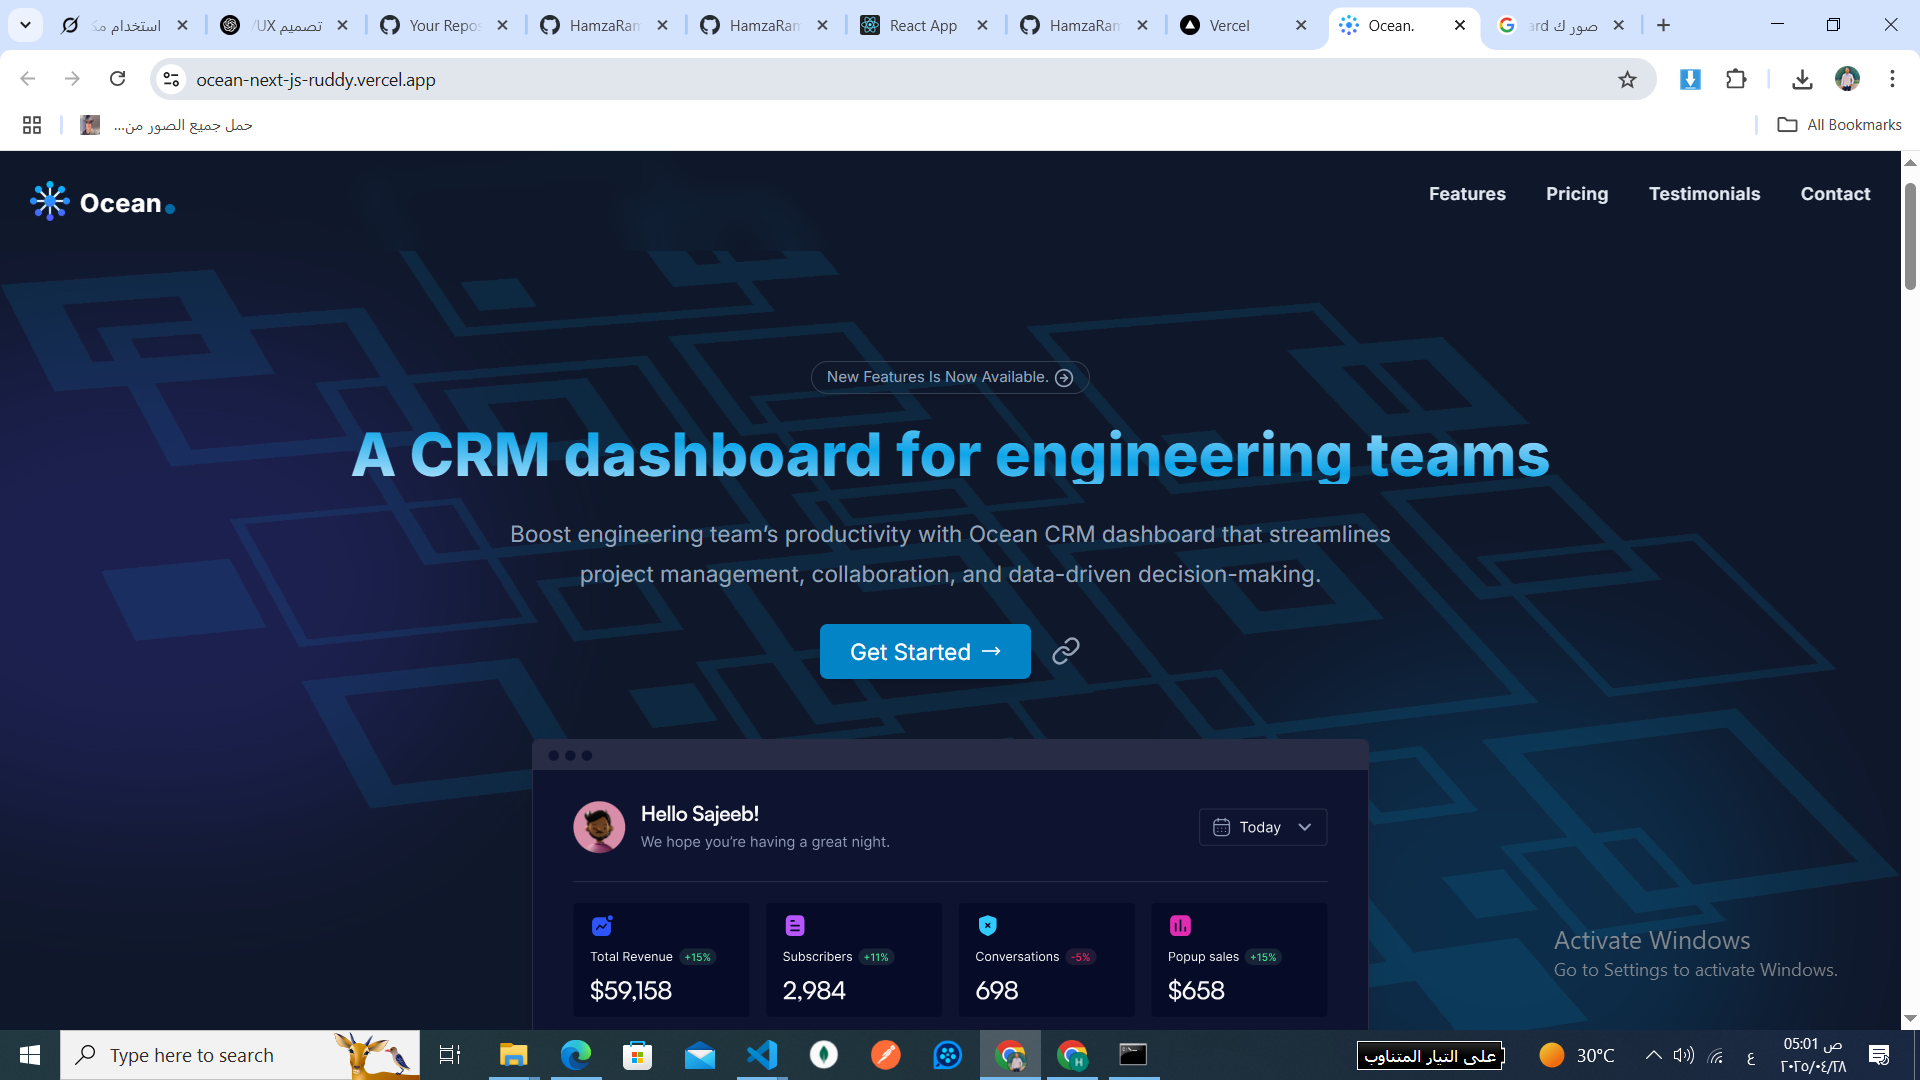 استخدام مك
تصميم UX/
Your Repos
HamzaRam
HamzaRam
React App
HamzaRam
Vercel
Ocean.
صور ك ard
ocean-next-js-ruddy.vercel.app
حمل جميع الصور من...
All Bookmarks
Ocean
Features
Pricing
Testimonials
Contact
New Features Is Now Available.
A CRM dashboard for engineering teams
Boost engineering team’s productivity with Ocean CRM dashboard that streamlines
project management, collaboration, and data-driven decision-making.
Get Started →
Hello Sajeeb!
We hope you’re having a great night.
Today
Total Revenue +15%
$59,158
Subscribers +11%
2,984
Conversations -5%
698
Popup sales +15%
$658
Activate Windows
Go to Settings to activate Windows.
Type here to search
على التيار المتناوب
30°C
ع
05:01 ص
٢٠٢٥/٠٤/٢٨